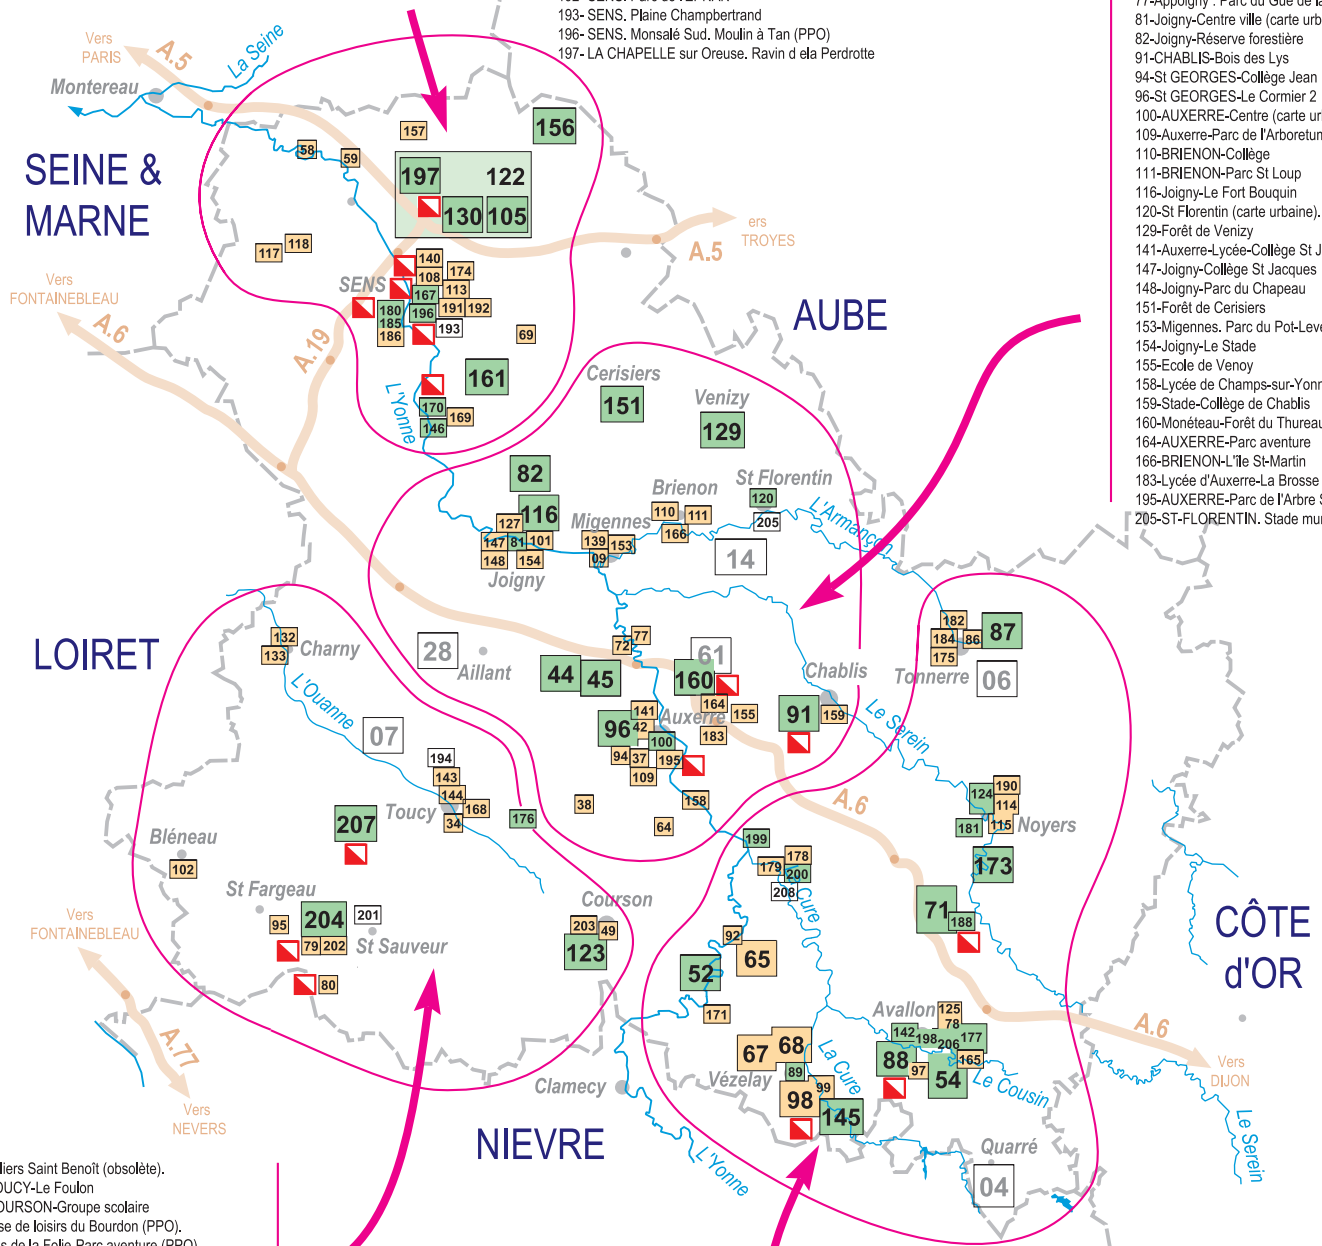 193- SENS. Plaine Champbertrand
196- SENS. Monsalé Sud. Moulin à Tan (PPO)
197- LA CHAPELLE sur Oreuse. Ravin d ela Perdrotte
77-Appoigny : Parc du Gué de la
81-Joigny-Centre ville (carte urb
82-Joigny-Réserve forestière
91-CHABLIS-Bois des Lys
94-St GEORGES-Collège Jean
96-St GEORGES-Le Cormier 2
100-AUXERRE-Centre (carte ur
109-Auxerre-Parc de l'Arboretun
110-BRIENON-Collège
111-BRIENON-Parc St Loup
116-Joigny-Le Fort Bouquin
120-St Florentin (carte urbaine).
129-Forêt de Venizy
141-Auxerre-Lycée-Collège St J
147-Joigny-Collège St Jacques
148-Joigny-Parc du Chapeau
151-Forêt de Cerisiers
153-Migennes. Parc du Pot-Leve
154-Joigny-Le Stade
155-Ecole de Venoy
158-Lycée de Champs-sur-Yonn
159-Stade-Collège de Chablis
160-Monéteau-Forêt du Thureau
164-AUXERRE-Parc aventure
166-BRIENON-L'île St-Martin
183-Lycée d'Auxerre-La Brosse
195-AUXERRE-Parc de l'Arbre S
205-ST-FLORENTIN. Stade mun
Vers
PARIS
A.5
La Seine
Montereau
SEINE &
MARNE
58
59
157
156
197
122
130
105
117
118
ers
TROYES
A.5
Vers
FONTAINEBLEAU
A.6
A.19
SENS
140
108
174
113
167
180
185
186
196
191
192
193
69
161
170
169
146
L'Yonne
AUBE
Cerisiers
151
Venizy
129
82
116
127
147
81
101
148
154
Joigny
Migennes
139
153
09
Brienon
110
111
166
St Florentin
120
205
L'Armançon
14
LOIRET
132
133
Charny
28
Aillant
L'Ouanne
07
44
45
72
77
61
160
164
155
183
141
42
96
Auxerre
100
94
37
195
109
38
158
64
Chablis
91
159
Le Serein
182
184
86
87
175
Tonnerre
06
A.6
194
143
144
168
34
Toucy
176
207
Bléneau
102
St Fargeau
95
204
201
79
202
St Sauveur
80
Courson
203
49
123
199
178
179
200
208
La Cure
124
190
114
115
181
Noyers
173
71
188
CÔTE
d'OR
92
65
52
171
Avallon
125
78
142
198
206
177
88
97
165
54
Le Cousin
67
68
Vézelay
89
99
98
145
La Cure
A.6
Vers
DIJON
Le Serein
Vers
FONTAINEBLEAU
A.77
Vers
NEVERS
Clamecy
NIEVRE
L'Yonne
Quarré
04
liers Saint Benoît (obsolète).
OUCY-Le Foulon
OURSON-Groupe scolaire
se de loisirs du Bourdon (PPO).
s de la Folie Parc aventure (PPO)